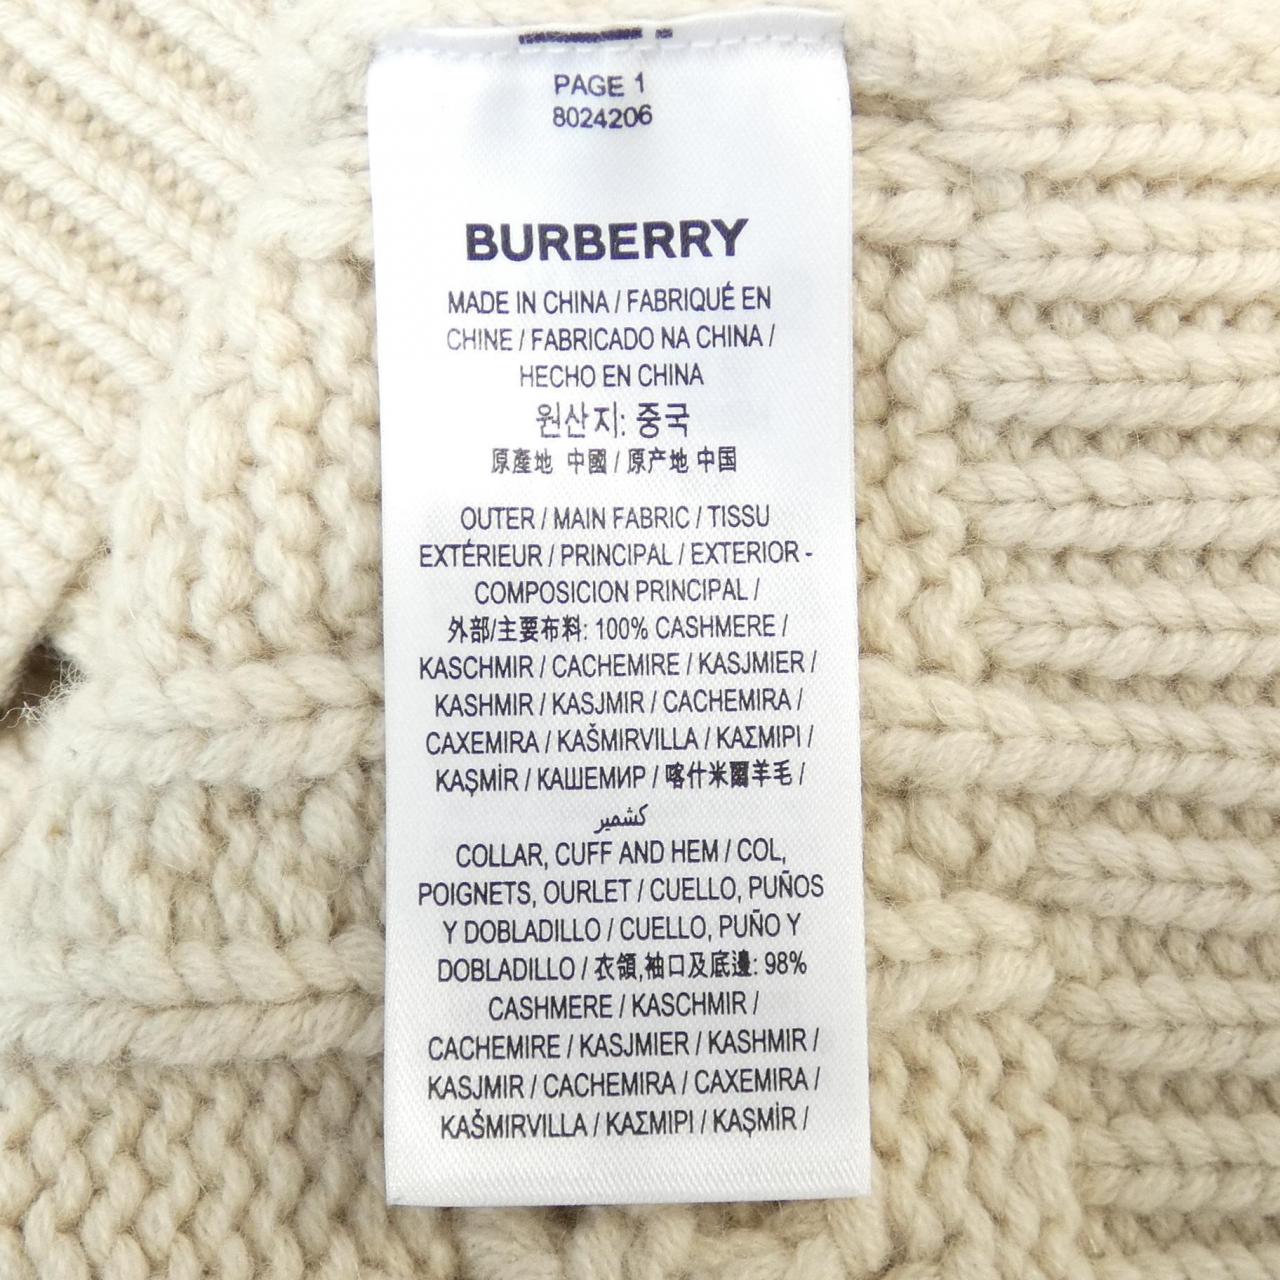 PAGE 1
8024206
BURBERRY
MADE IN CHINA / FABRIQUÉ EN
CHINE / FABRICADO NA CHINA /
HECHO EN CHINA
원산지: 중국
原產地 中國 / 原产地 中国
OUTER / MAIN FABRIC / TISSU
EXTÉRIEUR / PRINCIPAL / EXTERIOR -
COMPOSICION PRINCIPAL /
外部/主要布料: 100% CASHMERE /
KASCHMIR / CACHEMIRE / KASJMIER /
KASHMIR / KASJMIR / CACHEMIRA /
CAXEMIRA / KAŠMIRVILLA / ΚΑΣΜΙΡΙ /
KAŞMİR / КАШЕМИР / 喀什米爾羊毛 /
كشمير
COLLAR, CUFF AND HEM / COL,
POIGNETS, OURLET / CUELLO, PUÑOS
Y DOBLADILLO / CUELLO, PUÑO Y
DOBLADILLO / 衣領,袖口及底邊: 98%
CASHMERE / KASCHMIR /
CACHEMIRE / KASJMIER / KASHMIR /
KASJMIR / CACHEMIRA / CAXEMIRA /
KAŠMIRVILLA / ΚΑΣΜΙΡΙ / KAŞMİR /